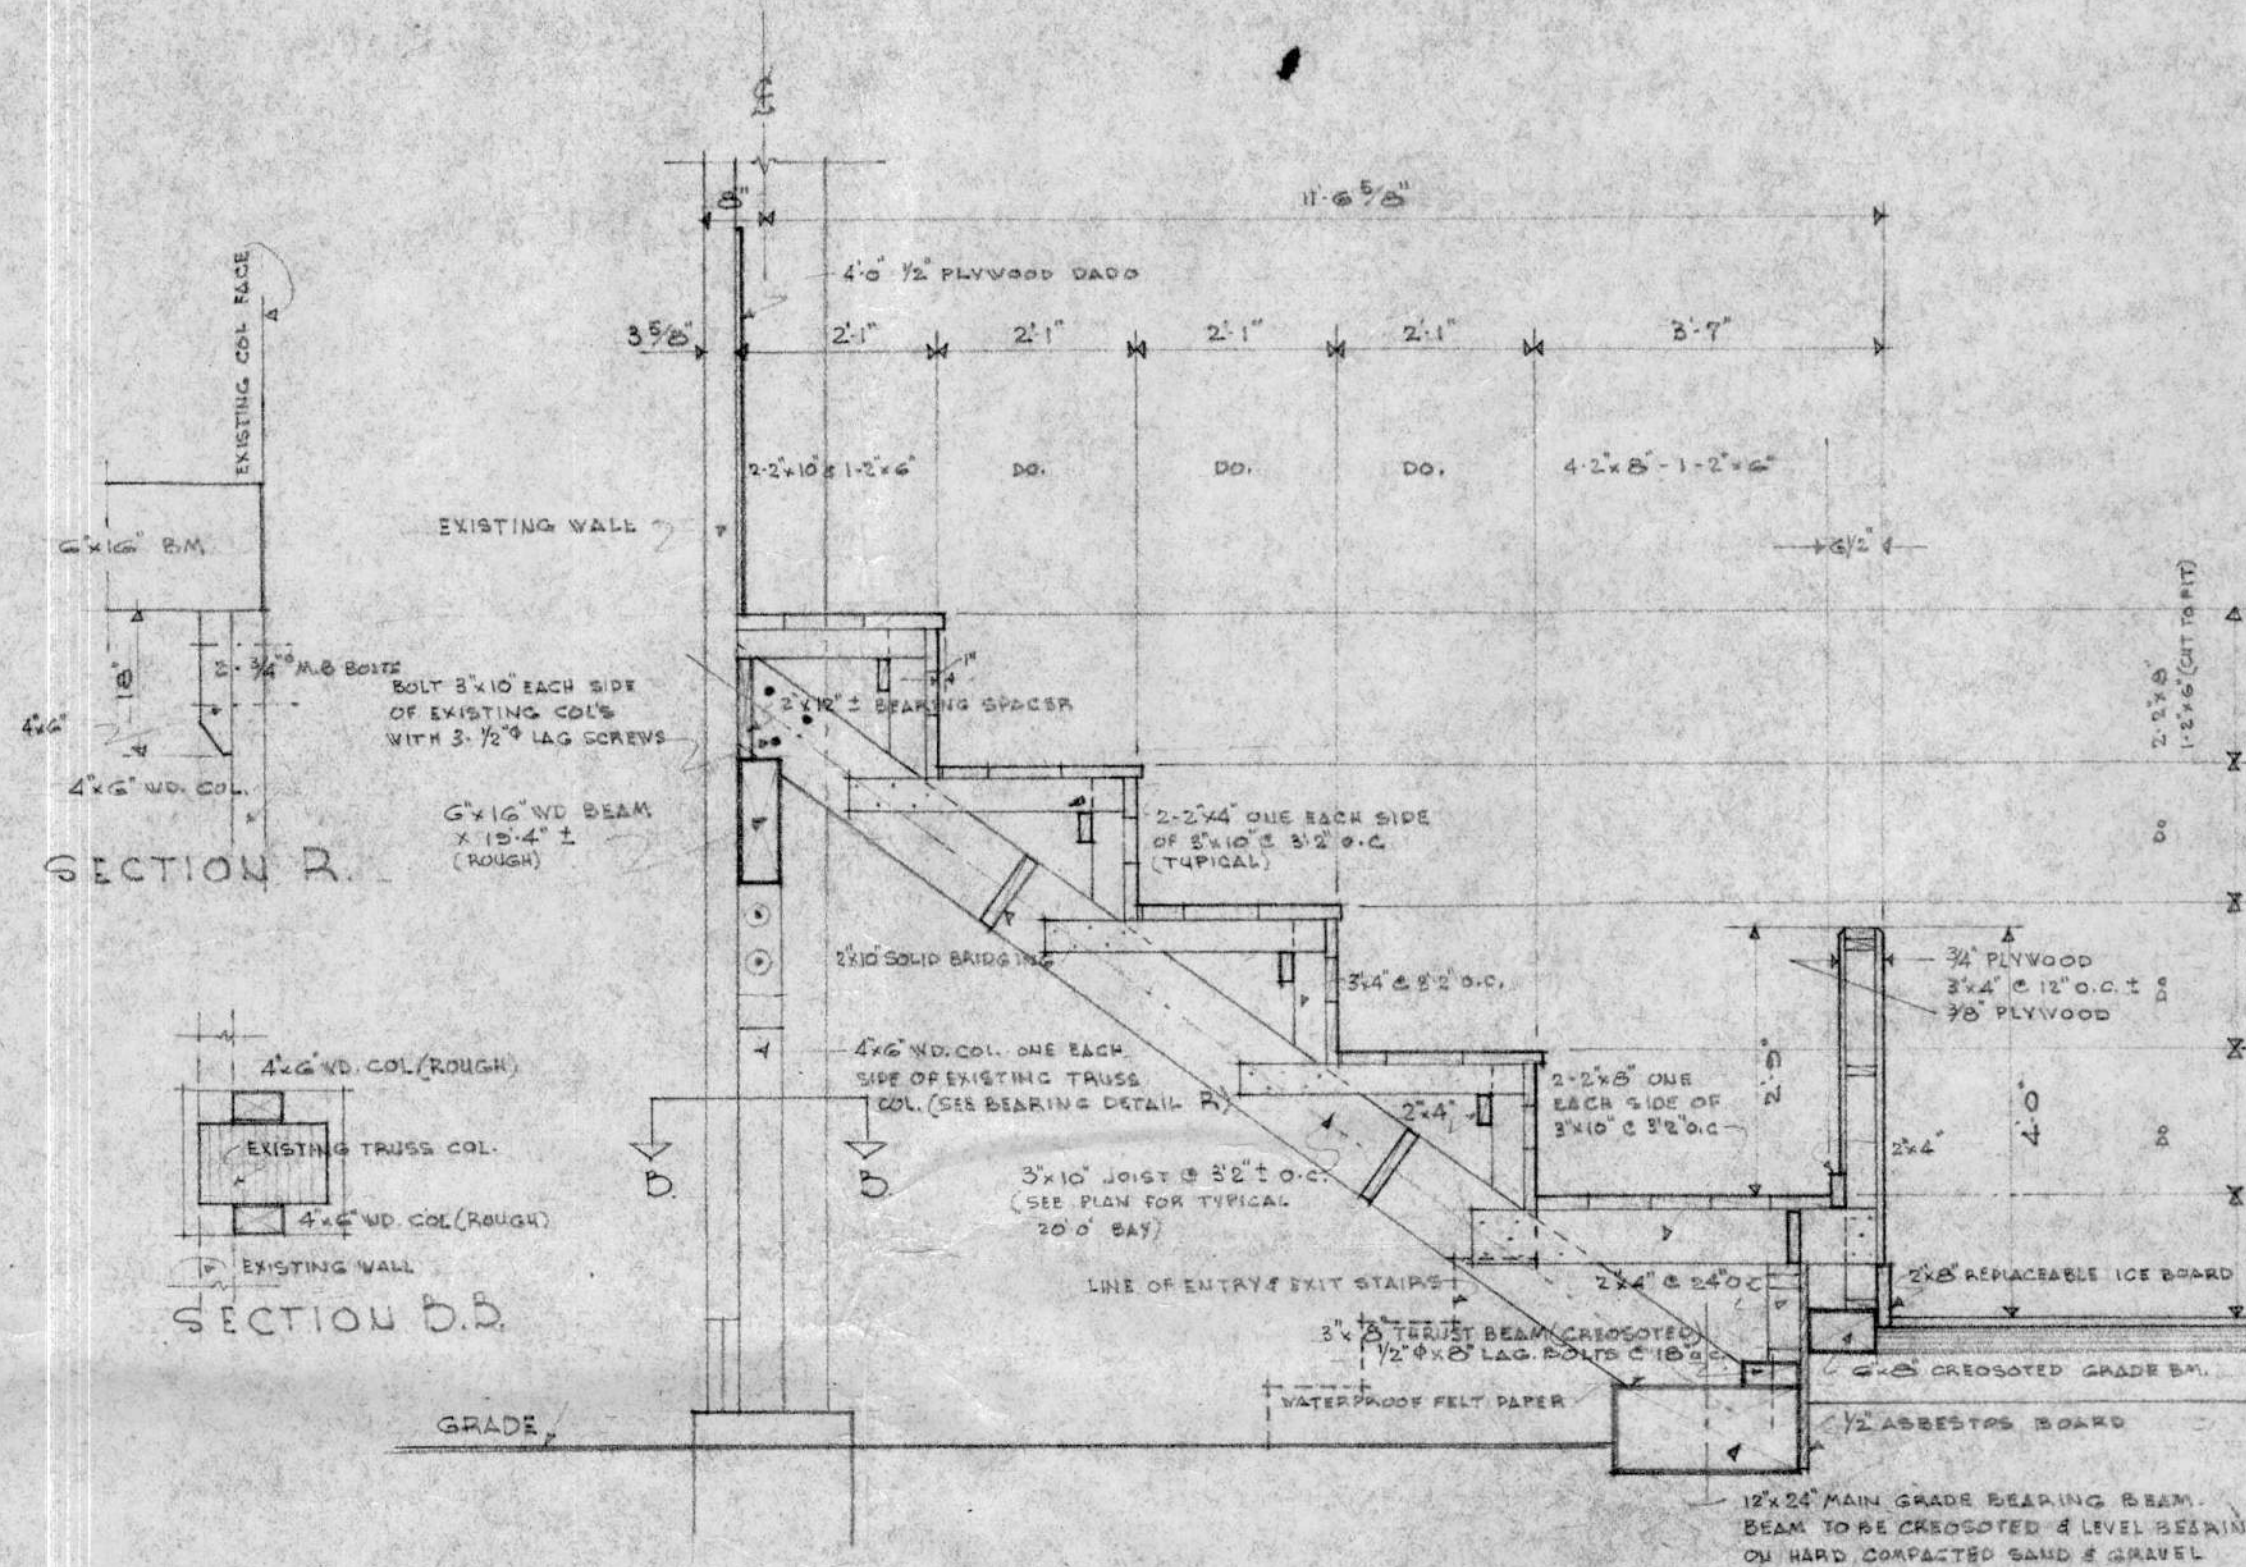 ℄
8"
11'-6 5/8"
4'-0" 1/2" PLYWOOD DADO
3 5/8"
2'-1"
2'-1"
2'-1"
2'-1"
3'-7"
2-2"x10" & 1-2"x6"
DO.
DO.
DO.
4-2"x8" - 1-2"x6"
6 1/2"
EXISTING WALL
EXISTING COL FACE
6"x16" BM.
18"
2 - 3/4"ø M.B BOLTS
4"x6"
4"x6" WD. COL.
SECTION R.
BOLT 3"x10" EACH SIDE
OF EXISTING COL'S
WITH 3-1/2"ø LAG SCREWS
2"x12" ± BEARING SPACER
1"
6"x16" WD BEAM
x 19'-4" ±
(ROUGH)
2-2"x4" ONE EACH SIDE
OF 3"x10" @ 3'2" O.C
(TYPICAL)
2"x10" SOLID BRIDGING
3"x4" @ 3'2" O.C.
4"x6" WD. COL. ONE EACH
SIDE OF EXISTING TRUSS
COL. (SEE BEARING DETAIL R)
B.
B.
2"x4"
2-2"x8" ONE
EACH SIDE OF
3"x10" @ 3'2" O.C
3"x10" JOIST @ 3'2" ± O.C.
(SEE PLAN FOR TYPICAL
20'0" BAY)
LINE OF ENTRY & EXIT STAIRS
2"x4" @ 24" O.C
3"x8" THRUST BEAM (CREOSOTED)
1/2"ø x 8" LAG. BOLTS @ 18" O.C.
WATERPROOF FELT PAPER
GRADE
4"x6" WD. COL (ROUGH)
EXISTING TRUSS COL.
4"x6" WD. COL (ROUGH)
EXISTING WALL
SECTION B.B.
2'-9"
4'-0"
3/4" PLYWOOD
3"x4" @ 12" O.C. ±
3/8" PLYWOOD
2"x4"
2"x8" REPLACEABLE ICE BOARD
6"x8" CREOSOTED GRADE BM.
1/2" ASBESTOS BOARD
12"x24" MAIN GRADE BEARING BEAM.
BEAM TO BE CREOSOTED & LEVEL BEARIN
ON HARD COMPACTED SAND & GRAVEL
2-2"x8"
1-2"x6" (CUT TO FIT)
DO
DO
DO